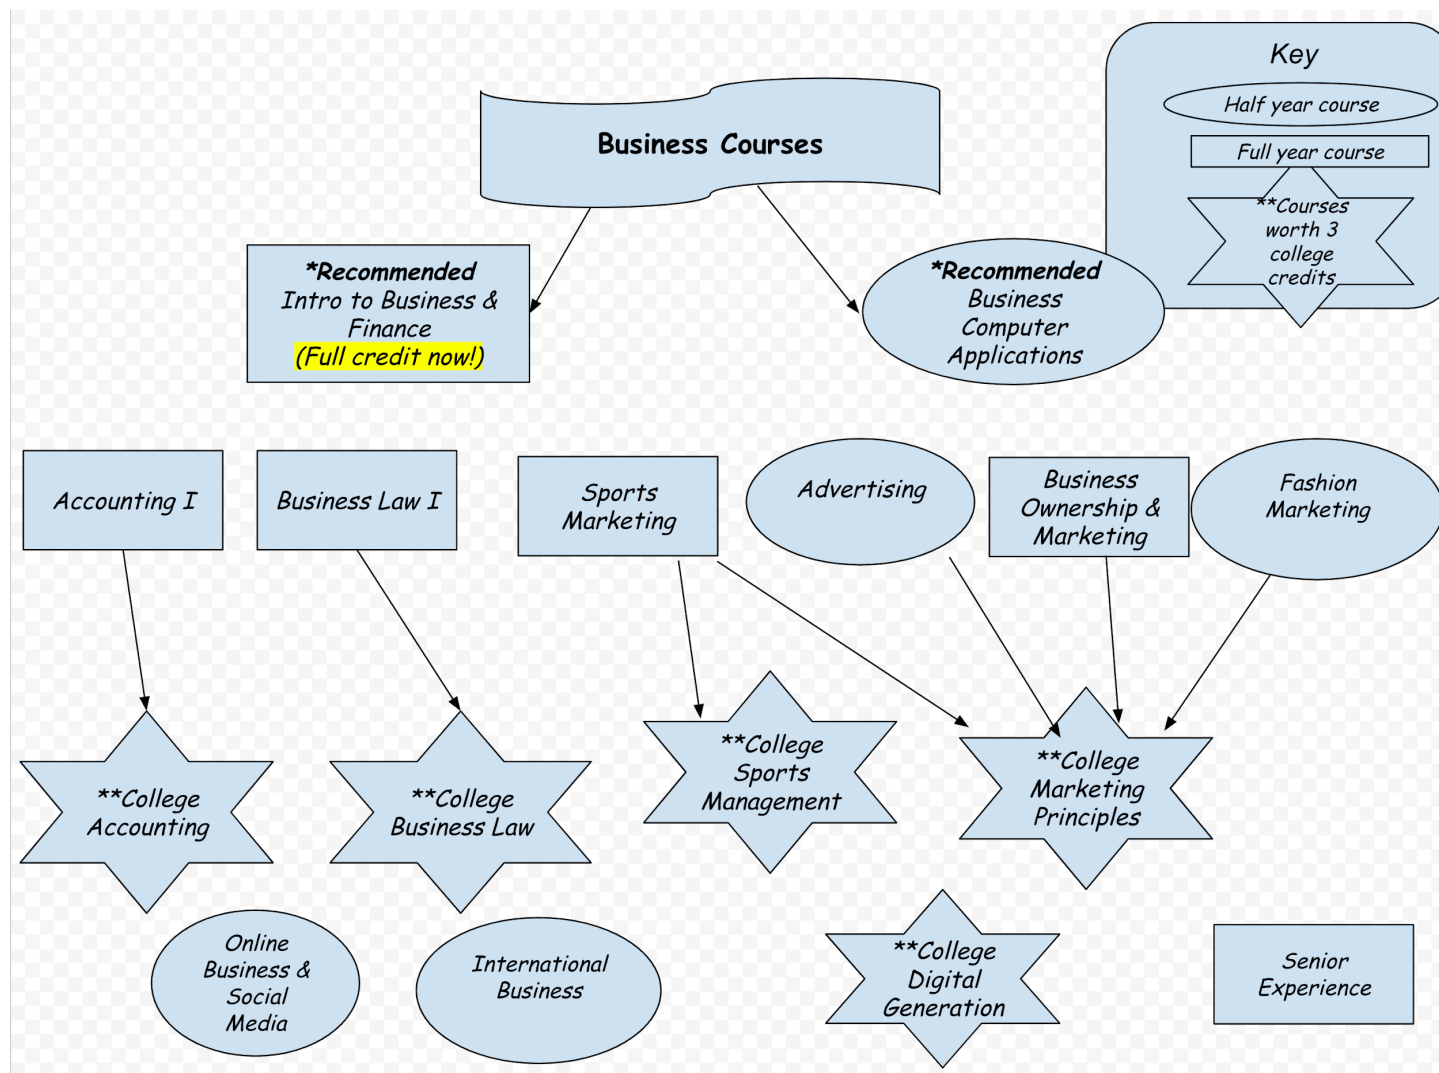 Key
Half year course
Full year course
**Courses
worth 3
college
credits
Business Courses
*Recommended
Intro to Business &
Finance
(Full credit now!)
*Recommended
Business
Computer
Applications
Accounting I
Business Law I
Sports
Marketing
Advertising
Business
Ownership &
Marketing
Fashion
Marketing
**College
Accounting
**College
Business Law
**College
Sports
Management
**College
Marketing
Principles
Online
Business &
Social
Media
International
Business
**College
Digital
Generation
Senior
Experience